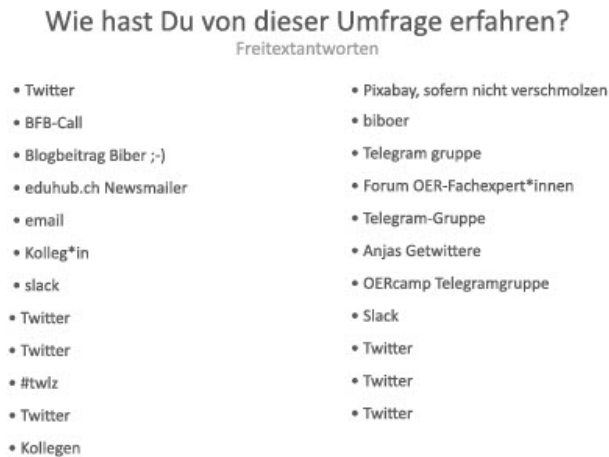 Wie hast Du von dieser Umfrage erfahren?
Freitextantworten
• Twitter
• BFB-Call
• Blogbeitrag Biber ;-)
• eduhub.ch Newsmailer
• email
• Kolleg*in
• slack
• Twitter
• Twitter
• #twlz
• Twitter
• Kollegen
• Pixabay, sofern nicht verschmolzen
• biboer
• Telegram gruppe
• Forum OER-Fachexpert*innen
• Telegram-Gruppe
• Anjas Getwittere
• OERcamp Telegramgruppe
• Slack
• Twitter
• Twitter
• Twitter